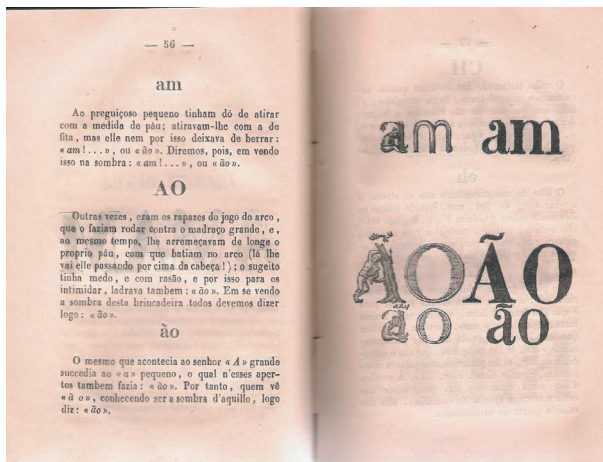 — 56 —
am
Ao preguiçoso pequeno tinham dó de atirar
com a medida de páu; atiravam-lhe com a de
fita, mas elle nem por isso deixava de berrar:
« am!...», ou « ão». Diremos, pois, em vendo
isso na sombra: « am!...», ou « ão».
AO
Outras vezes, eram os rapazes do jogo do arco,
que o faziam rodar contra o madraço grande, e,
ao mesmo tempo, lhe arremeçavam de longe o
proprio páu, com que batiam no arco (lá lhe
vai elle passando por cima da cabeça!): o sugeito
tinha medo, e com rasão, e por isso para os
intimidar, ladrava tambem: « ão». Em se vendo
a sombra desta brincadeira todos devemos dizer
logo: « ão».
ào
O mesmo que acontecia ao senhor « A» grande
succedia ao « a» pequeno, o qual n'esses aper-
tos tambem fazia: « ão». Por tanto, quem vê
« ã o», conhecendo ser a sombra d'aquillo, logo
diz: « ão».
am am
AOÃO
ão ão